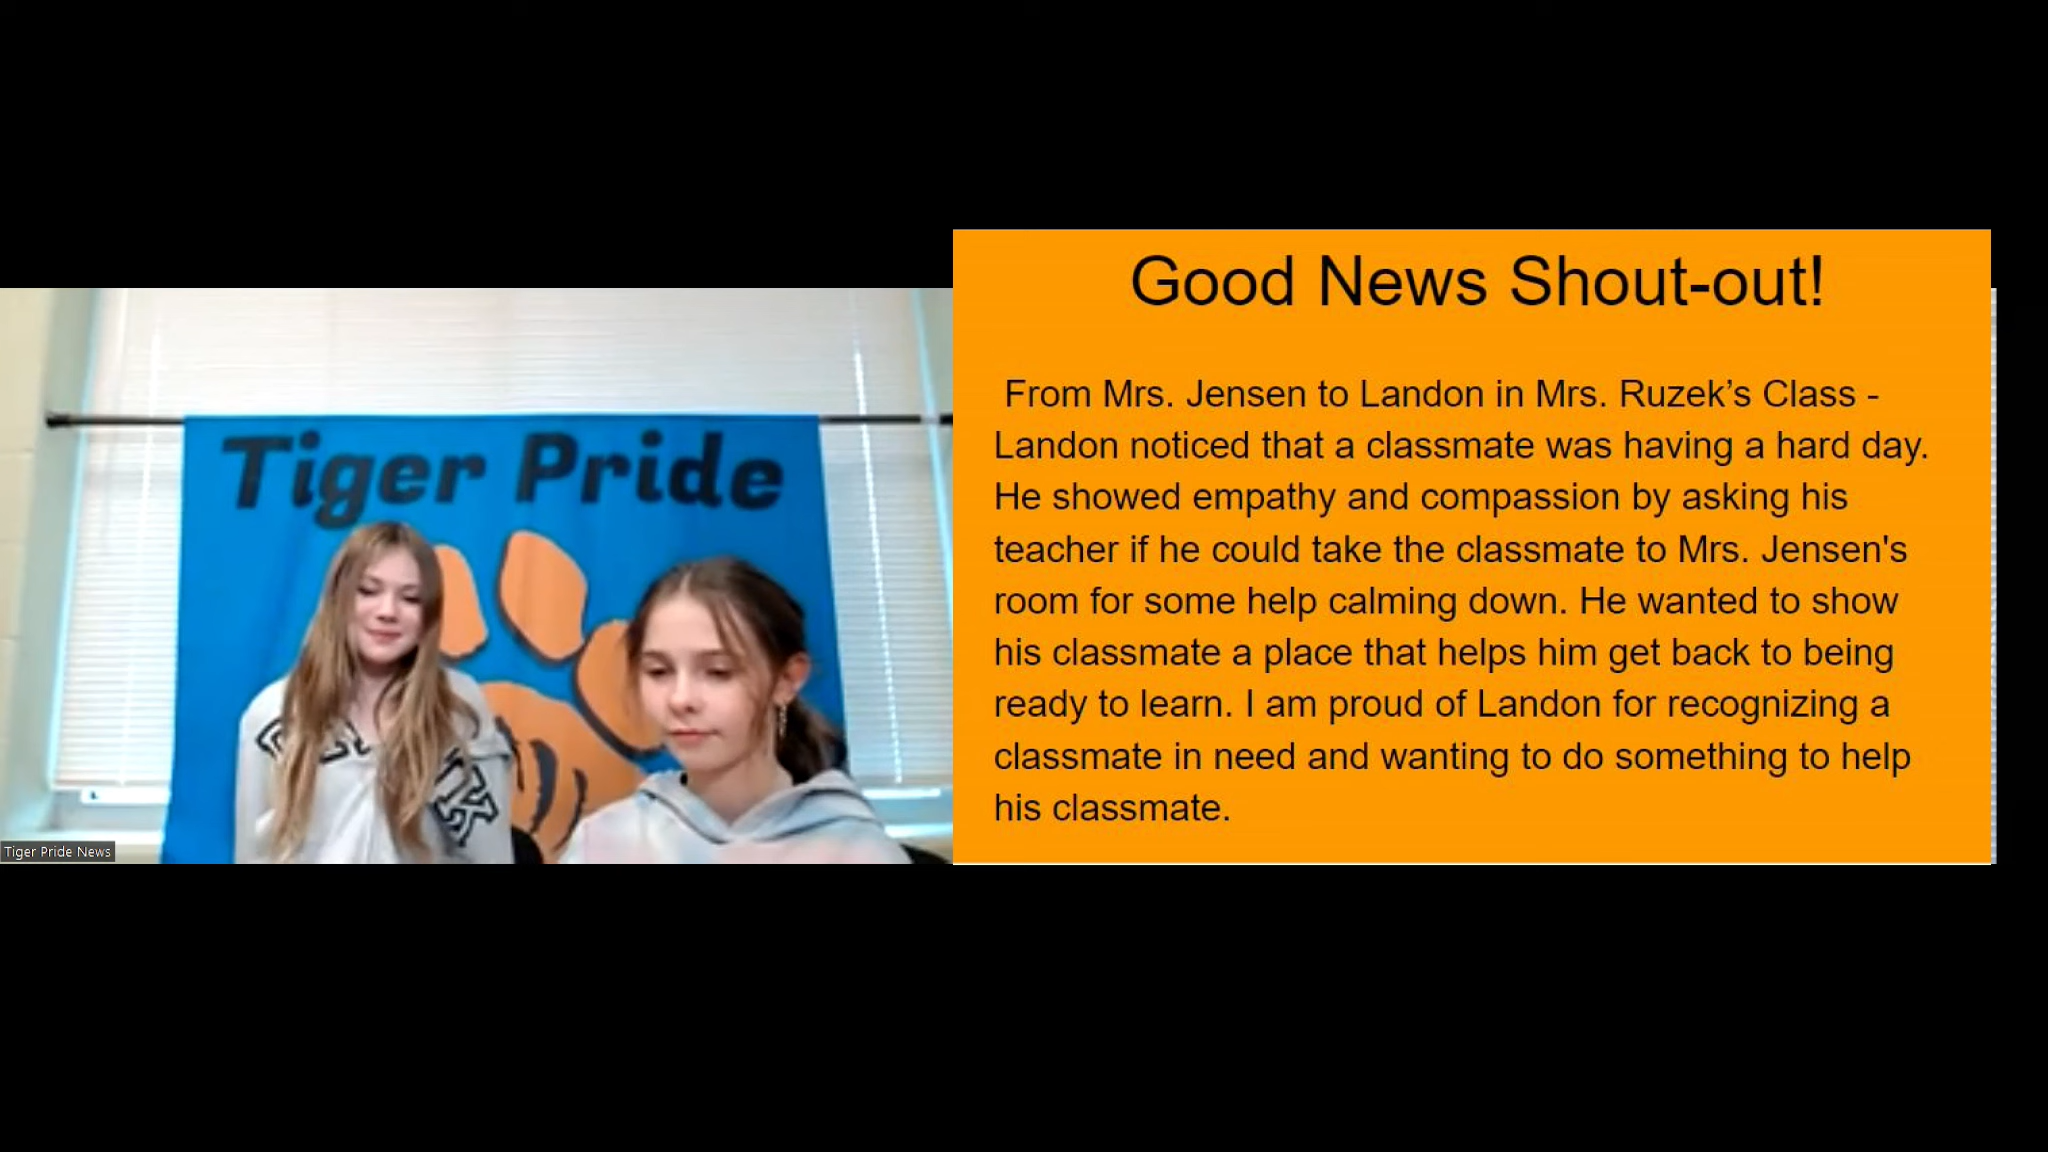 Tiger Pride
Tiger Pride News
Good News Shout-out!
From Mrs. Jensen to Landon in Mrs. Ruzek’s Class -
Landon noticed that a classmate was having a hard day.
He showed empathy and compassion by asking his
teacher if he could take the classmate to Mrs. Jensen's
room for some help calming down. He wanted to show
his classmate a place that helps him get back to being
ready to learn. I am proud of Landon for recognizing a
classmate in need and wanting to do something to help
his classmate.